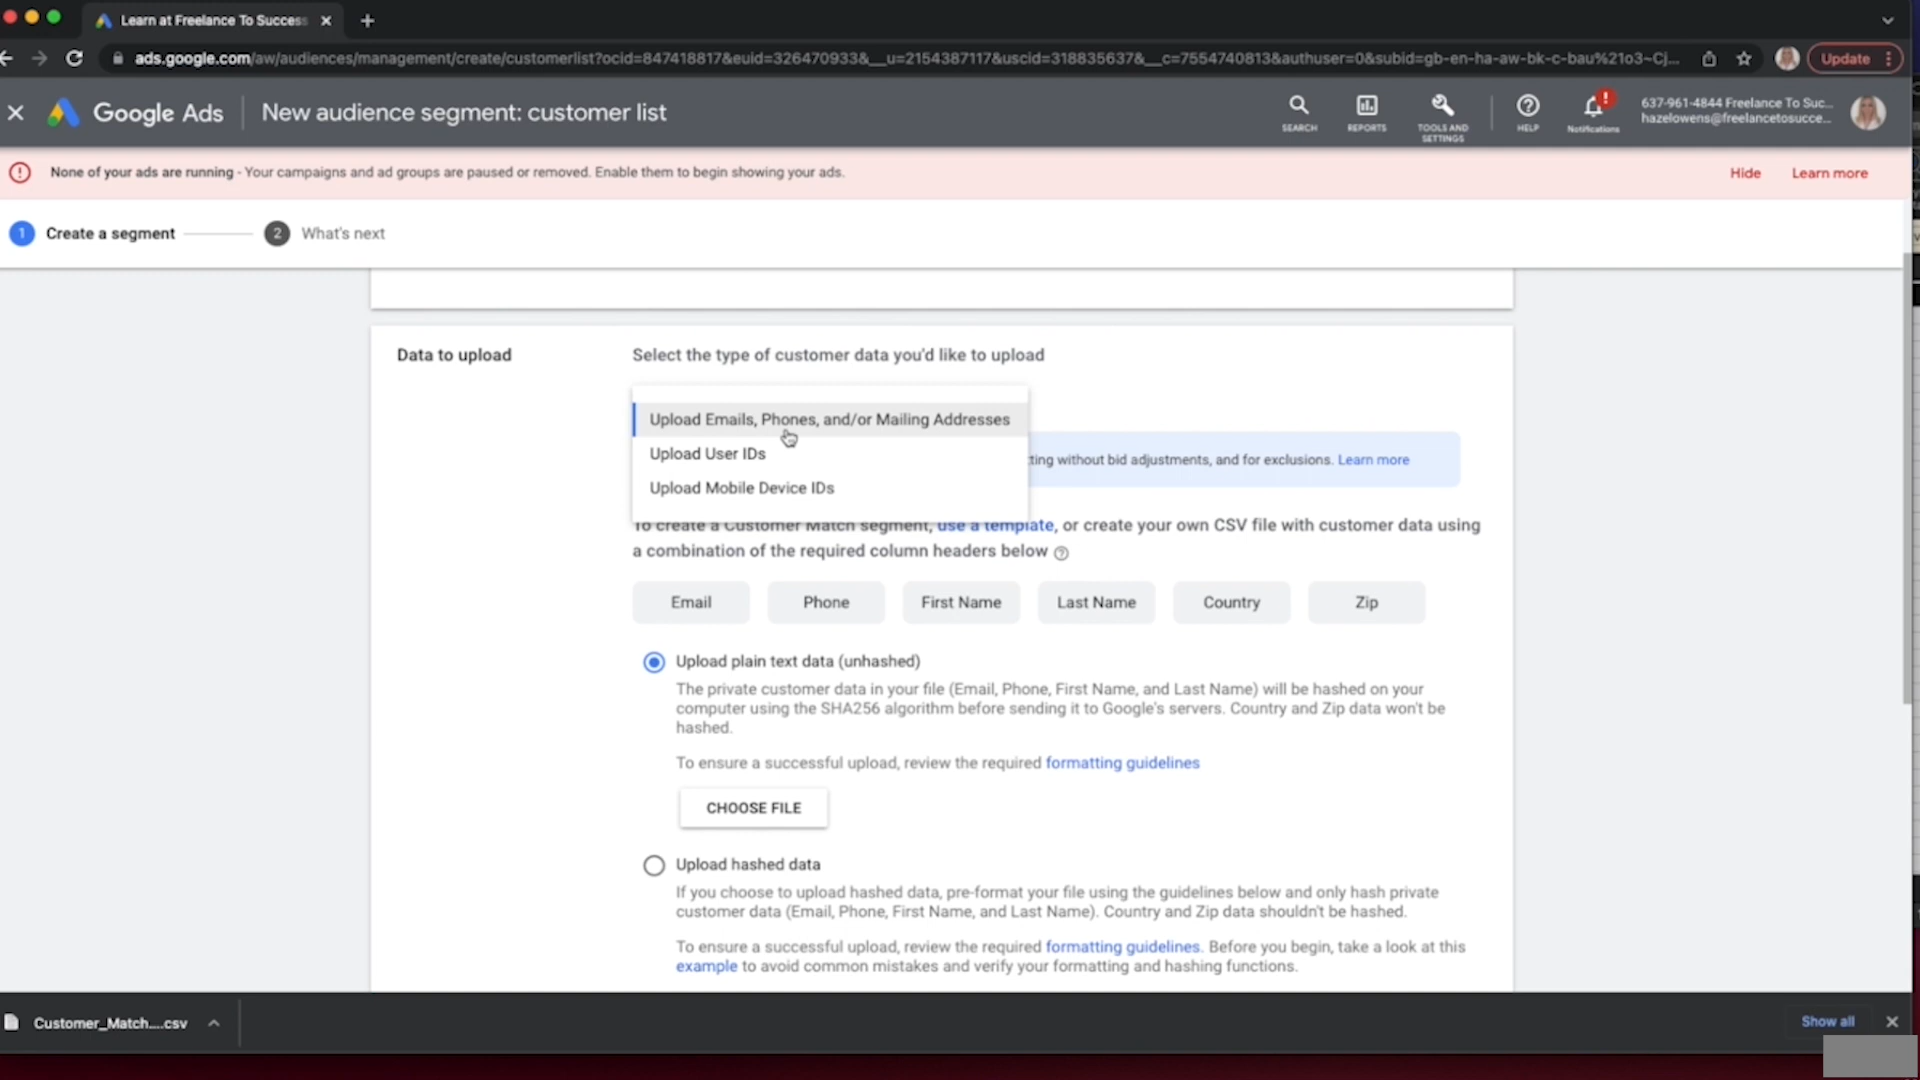 Learn at Freelance To Success
ads.google.com/aw/audiences/management/create/customerlist?ocid=847418817&euid=326470933&__u=2154387117&uscid=318835637&__c=7554740813&authuser=0&subid=gb-en-ha-aw-bk-c-bau%21o3~Cj...
Update
Google Ads
New audience segment: customer list
SEARCH
REPORTS
TOOLS AND SETTINGS
HELP
Notifications
637-961-4844 Freelance To Suc...
hazelowens@freelancetosucce...
None of your ads are running - Your campaigns and ad groups are paused or removed. Enable them to begin showing your ads.
Hide
Learn more
1 Create a segment
2 What's next
Data to upload
Select the type of customer data you'd like to upload
Upload Emails, Phones, and/or Mailing Addresses
Upload User IDs
Upload Mobile Device IDs
ting without bid adjustments, and for exclusions. Learn more
To create a Customer Match segment, use a template, or create your own CSV file with customer data using
a combination of the required column headers below
Email
Phone
First Name
Last Name
Country
Zip
Upload plain text data (unhashed)
The private customer data in your file (Email, Phone, First Name, and Last Name) will be hashed on your
computer using the SHA256 algorithm before sending it to Google's servers. Country and Zip data won't be
hashed.
To ensure a successful upload, review the required formatting guidelines
CHOOSE FILE
Upload hashed data
If you choose to upload hashed data, pre-format your file using the guidelines below and only hash private
customer data (Email, Phone, First Name, and Last Name). Country and Zip data shouldn't be hashed.
To ensure a successful upload, review the required formatting guidelines. Before you begin, take a look at this
example to avoid common mistakes and verify your formatting and hashing functions.
Customer_Match....csv
Show all